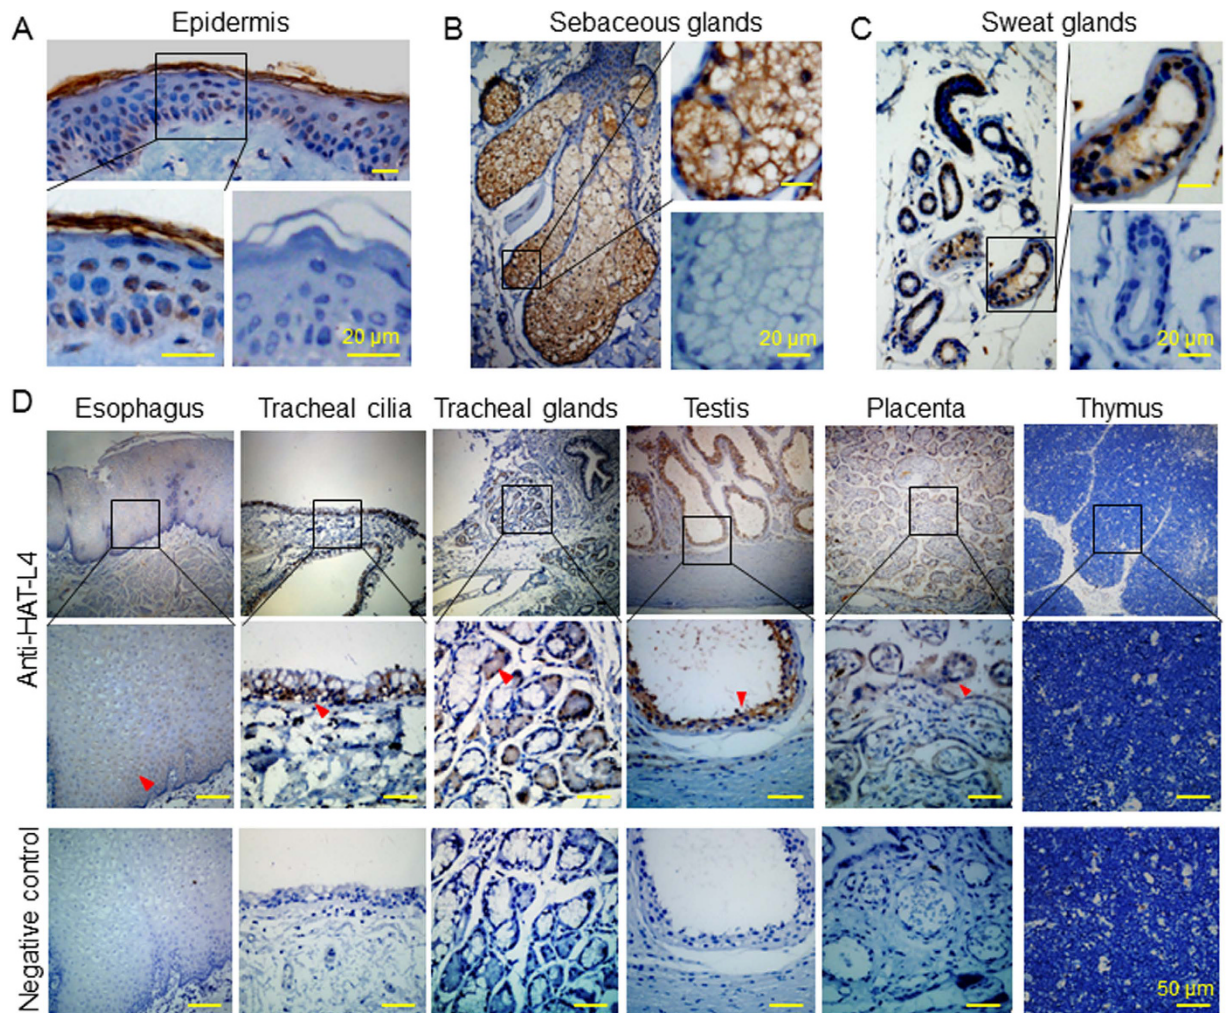 A
Epidermis
20 µm
B
Sebaceous glands
20 µm
C
Sweat glands
20 µm
D
Esophagus
Tracheal cilia
Tracheal glands
Testis
Placenta
Thymus
Anti-HAT-L4
Negative control
50 µm